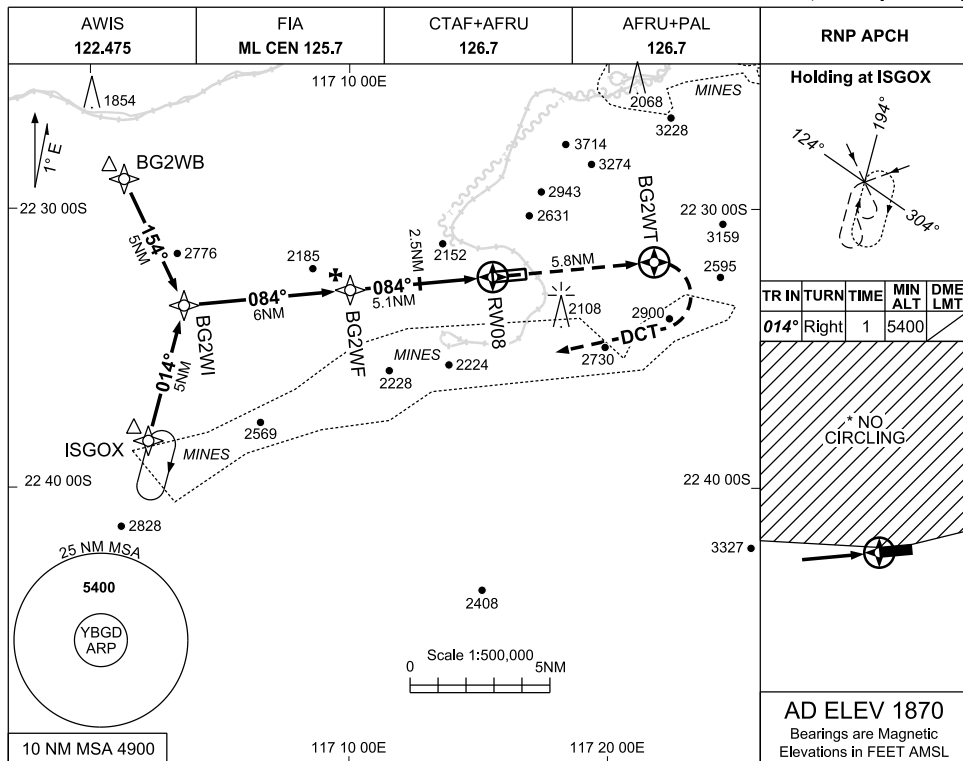 AWIS
122.475
FIA
ML CEN 125.7
CTAF+AFRU
126.7
AFRU+PAL
126.7
RNP APCH
117 10 00E
1854
2068
MINES
3228
1° E
BG2WB
3714
3274
2943
2631
BG2WT
22 30 00S
22 30 00S
3159
154°
5NM
2776
2185
2.5NM
2152
5.8NM
2595
084°
6NM
084°
5.1NM
BG2WI
BG2WF
RW08
2108
2900
DCT
2730
014°
5NM
MINES
2228
2224
ISGOX
MINES
2569
22 40 00S
22 40 00S
2828
3327
25 NM MSA
5400
YBGD
ARP
2408
Scale 1:500,000
0
5NM
10 NM MSA 4900
117 10 00E
117 20 00E
Holding at ISGOX
124°
194°
304°
TR IN TURN TIME MIN ALT DME LMT
014° Right 1 5400
* NO
CIRCLING
AD ELEV 1870
Bearings are Magnetic
Elevations in FEET AMSL